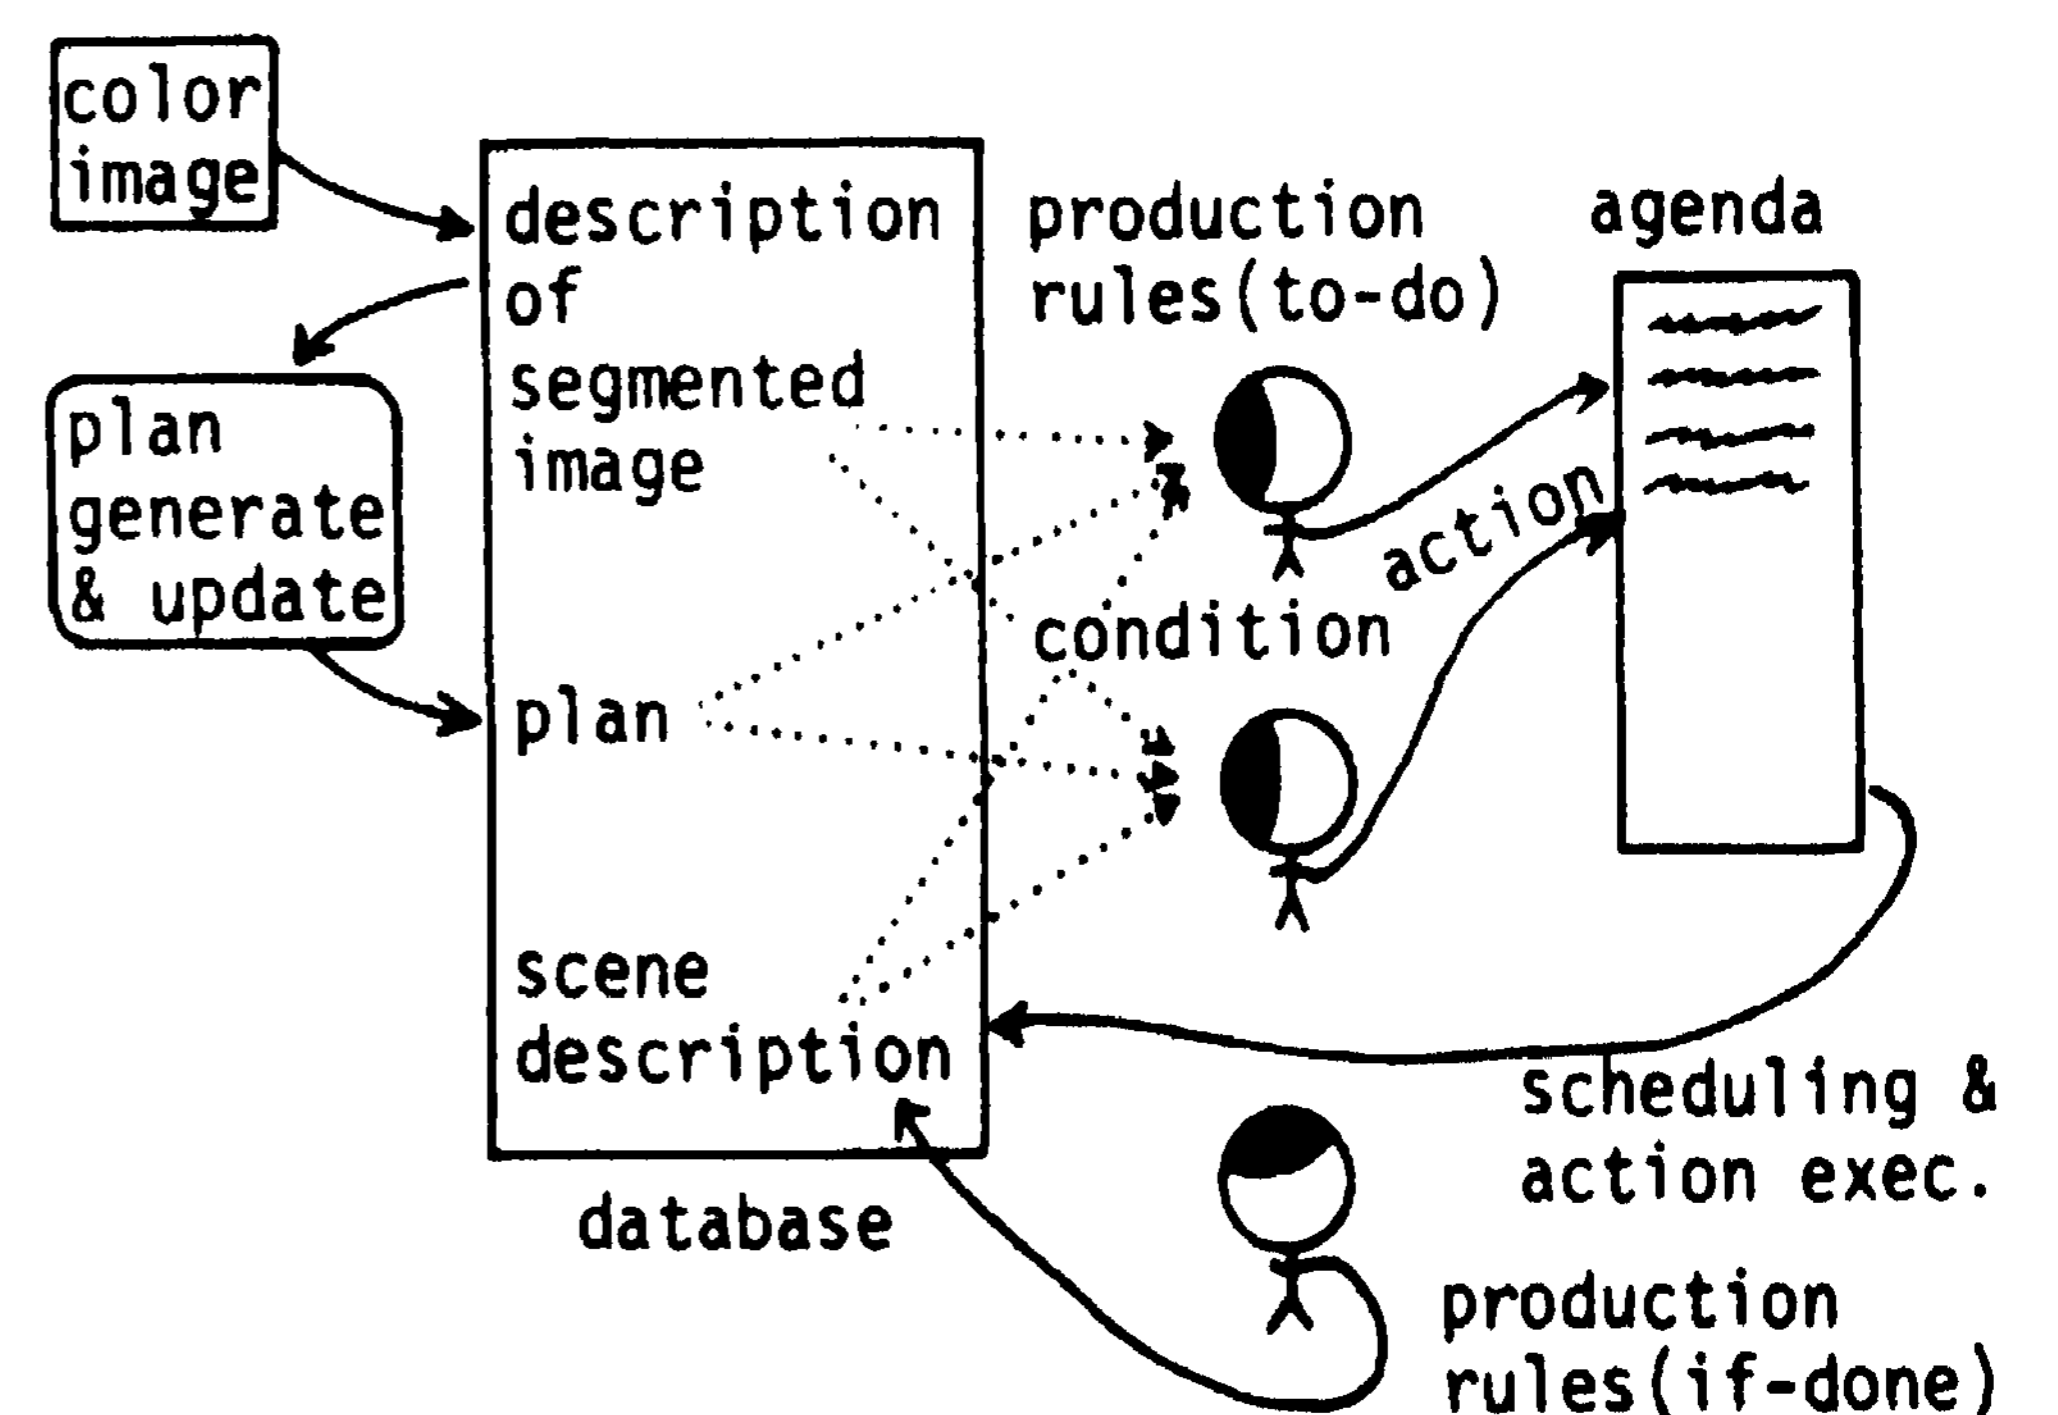 color
image
description
of
segmented
image
plan
generate
& update
plan
scene
description
database
production
rules(to-do)
condition
action
agenda
scheduling &
action exec.
production
rules(if-done)